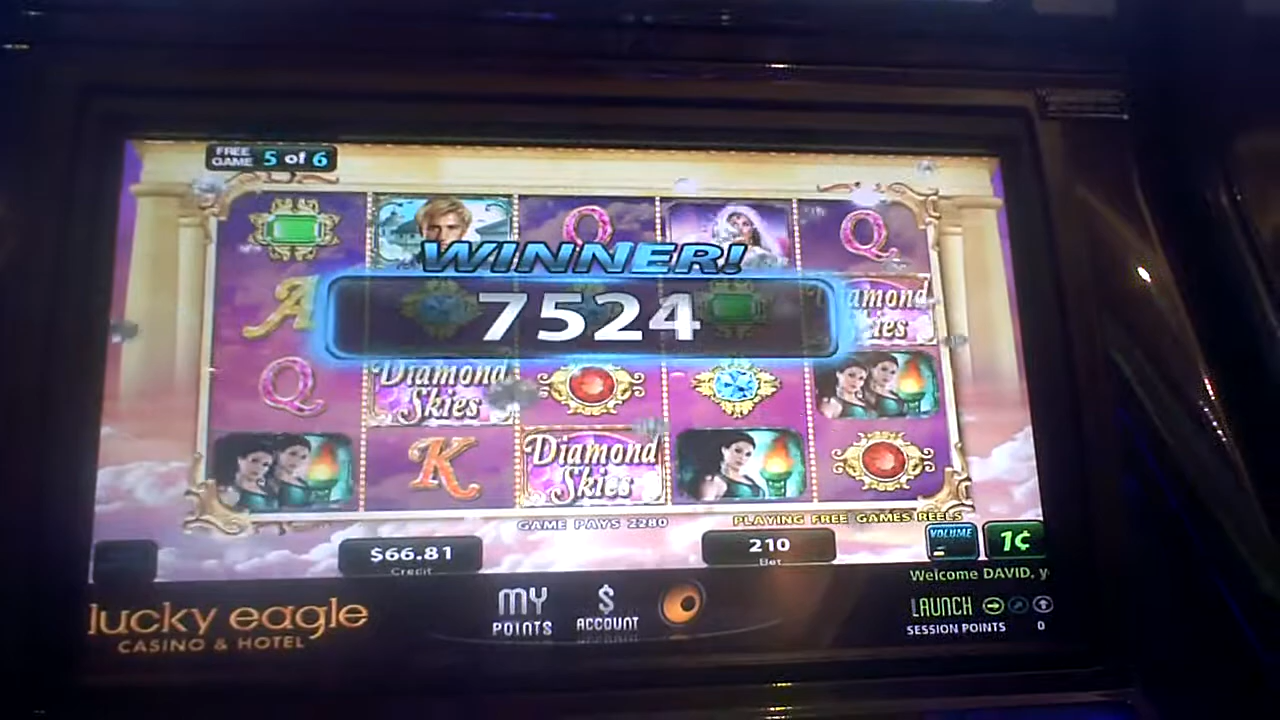 FREE GAME 5 of 6
Q
Q
WINNER!
7524
A
Diamond Skies
Q
Diamond Skies
K
Diamond Skies
GAME PAYS 2280
PLAYING FREE GAMES REELS
$66.81
Credit
210
Bet
VOLUME
1¢
Welcome DAVID, y
lucky eagle
CASINO & HOTEL
MY POINTS
$ ACCOUNT
LAUNCH
SESSION POINTS 0